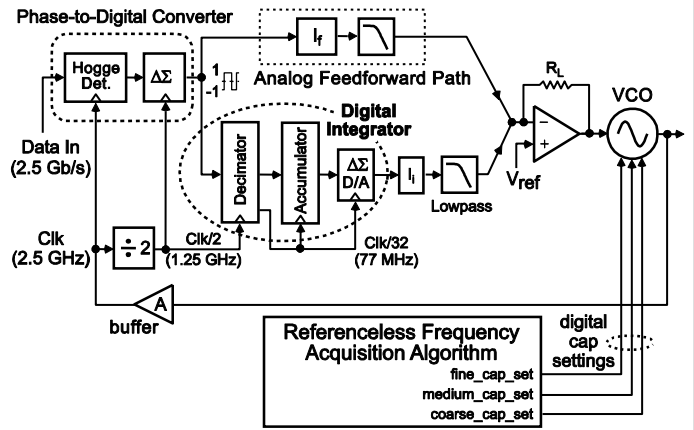 Phase-to-Digital Converter
Hogge
Det.
ΔΣ
1
-1
I_f
Analog Feedforward Path
R_L
VCO
Data In
(2.5 Gb/s)
Digital
Integrator
Decimator
Accumulator
ΔΣ
D/A
I_i
Lowpass
−
+
V_ref
Clk
(2.5 GHz)
÷ 2
Clk/2
(1.25 GHz)
Clk/32
(77 MHz)
A
buffer
Referenceless Frequency
Acquisition Algorithm
fine_cap_set
medium_cap_set
coarse_cap_set
digital
cap
settings